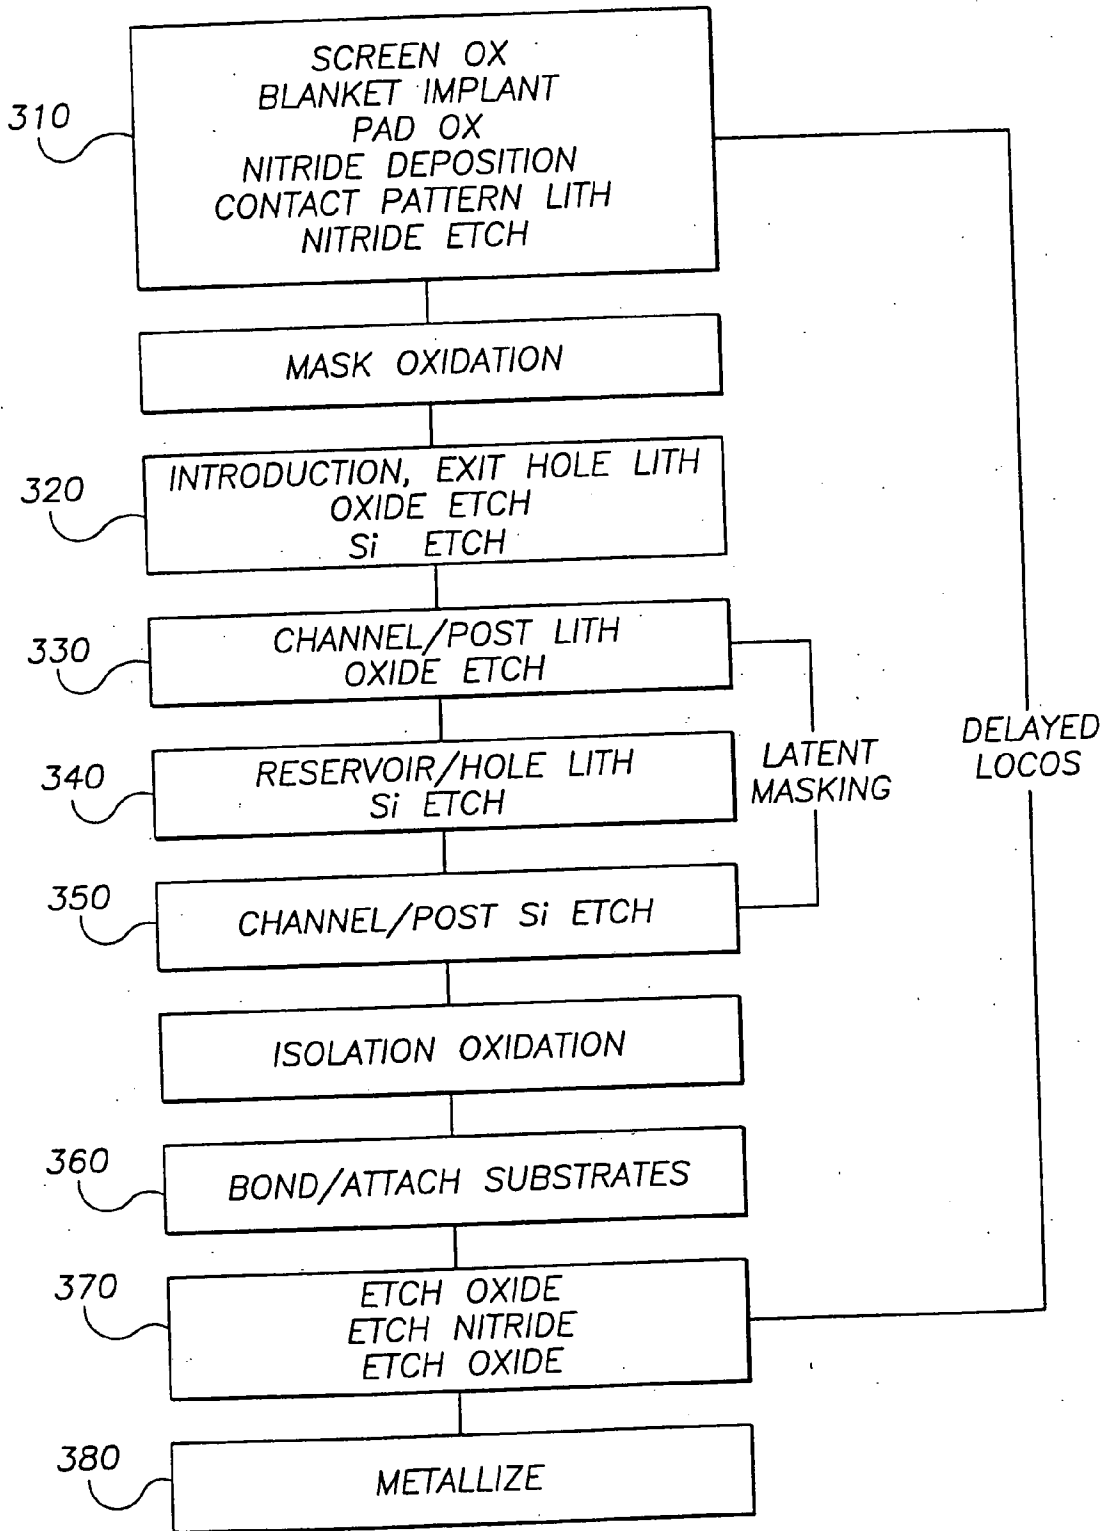 310
SCREEN OX
BLANKET IMPLANT
PAD OX
NITRIDE DEPOSITION
CONTACT PATTERN LITH
NITRIDE ETCH
MASK OXIDATION
320
INTRODUCTION, EXIT HOLE LITH
OXIDE ETCH
Si ETCH
330
CHANNEL/POST LITH
OXIDE ETCH
340
RESERVOIR/HOLE LITH
Si ETCH
LATENT
MASKING
DELAYED
LOCOS
350
CHANNEL/POST Si ETCH
ISOLATION OXIDATION
360
BOND/ATTACH SUBSTRATES
370
ETCH OXIDE
ETCH NITRIDE
ETCH OXIDE
380
METALLIZE